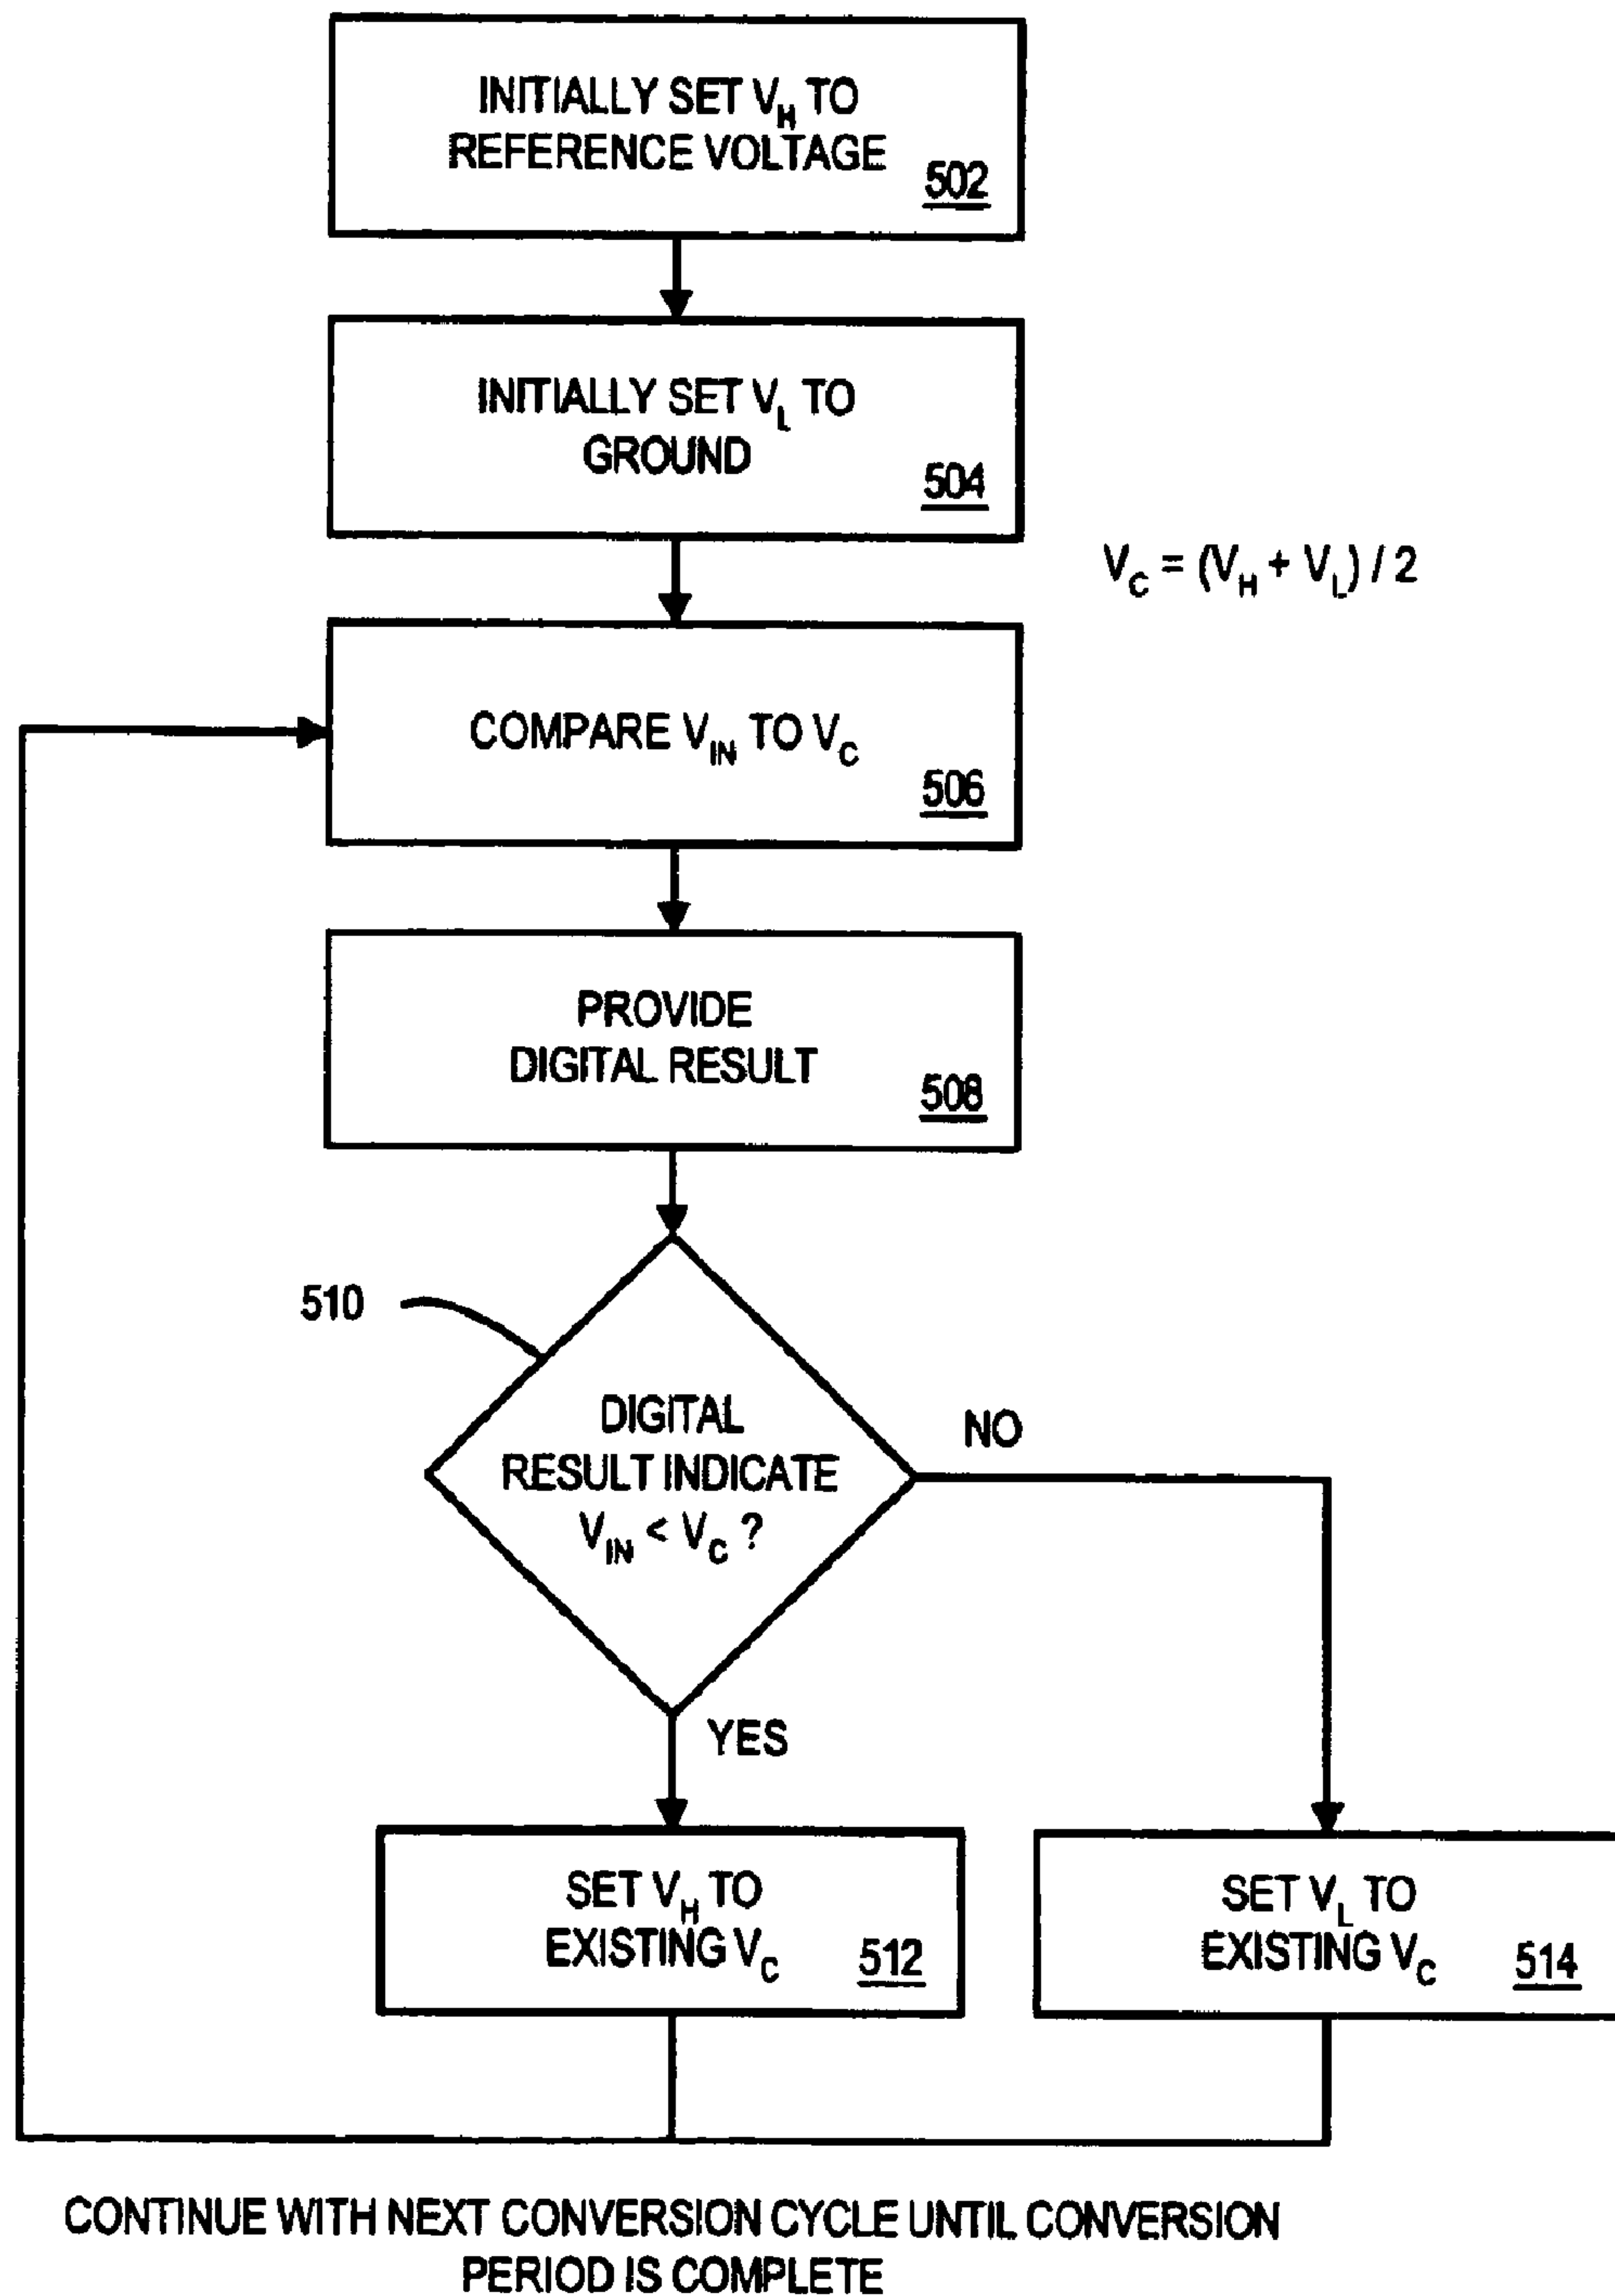 INITIALLY SET V_H TO
REFERENCE VOLTAGE
502
INITIALLY SET V_L TO
GROUND
504
V_C = (V_H + V_L) / 2
COMPARE V_IN TO V_C
506
PROVIDE
DIGITAL RESULT
508
510
DIGITAL
RESULT INDICATE
V_IN < V_C ?
NO
YES
SET V_H TO
EXISTING V_C
512
SET V_L TO
EXISTING V_C
514
CONTINUE WITH NEXT CONVERSION CYCLE UNTIL CONVERSION
PERIOD IS COMPLETE